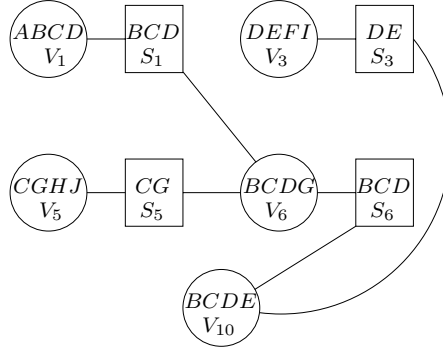 ABCD
V1
BCD
S1
DEFI
V3
DE
S3
CGHJ
V5
CG
S5
BCDG
V6
BCD
S6
BCDE
V10